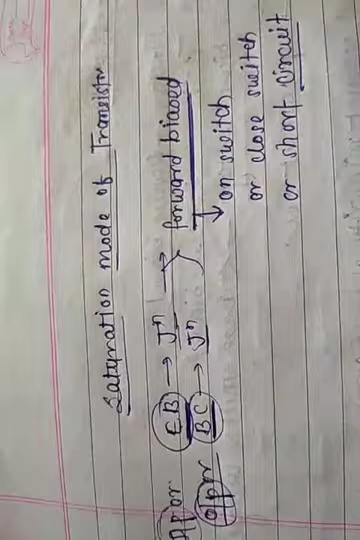 Saturation mode of Transistor
I/p or EB → Jn → forward biased
O/p or BC → Jn
↓ on switch
or close switch
or short circuit